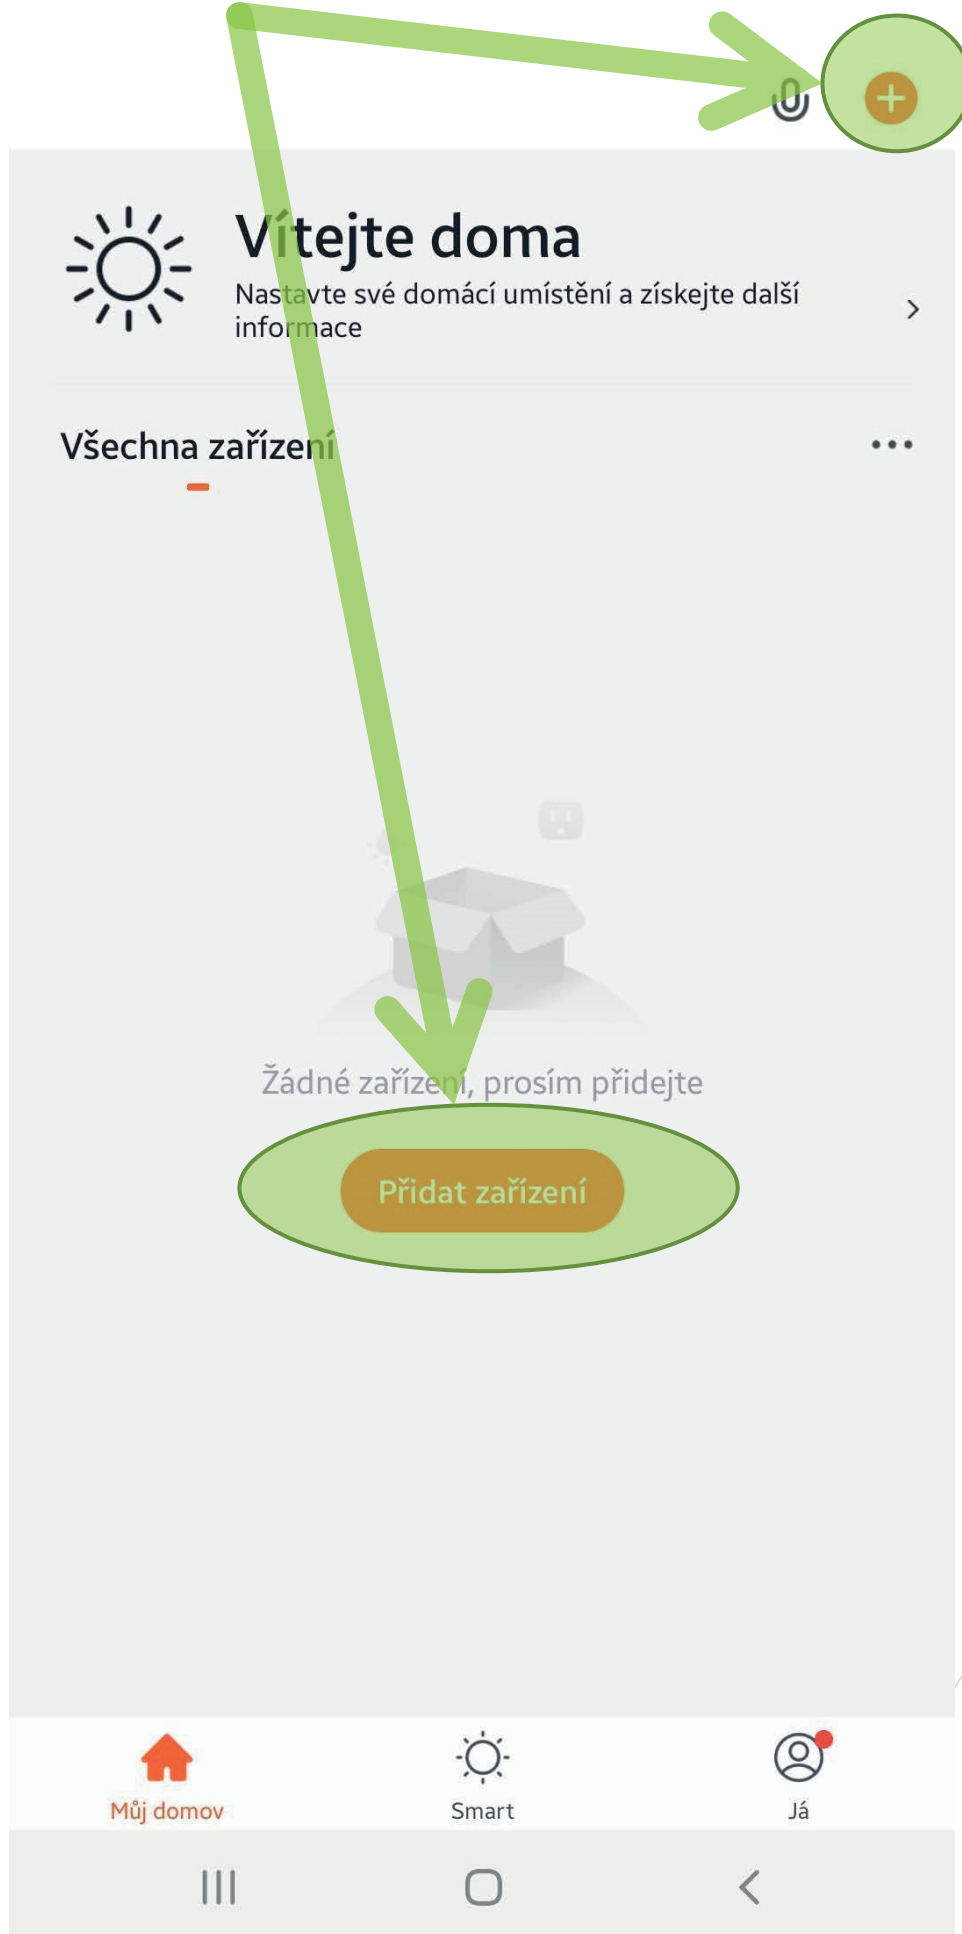 Vítejte doma
Nastavte své domácí umístění a získejte další
informace
Všechna zařízení
Žádné zařízení, prosím přidejte
Přidat zařízení
Můj domov
Smart
Já